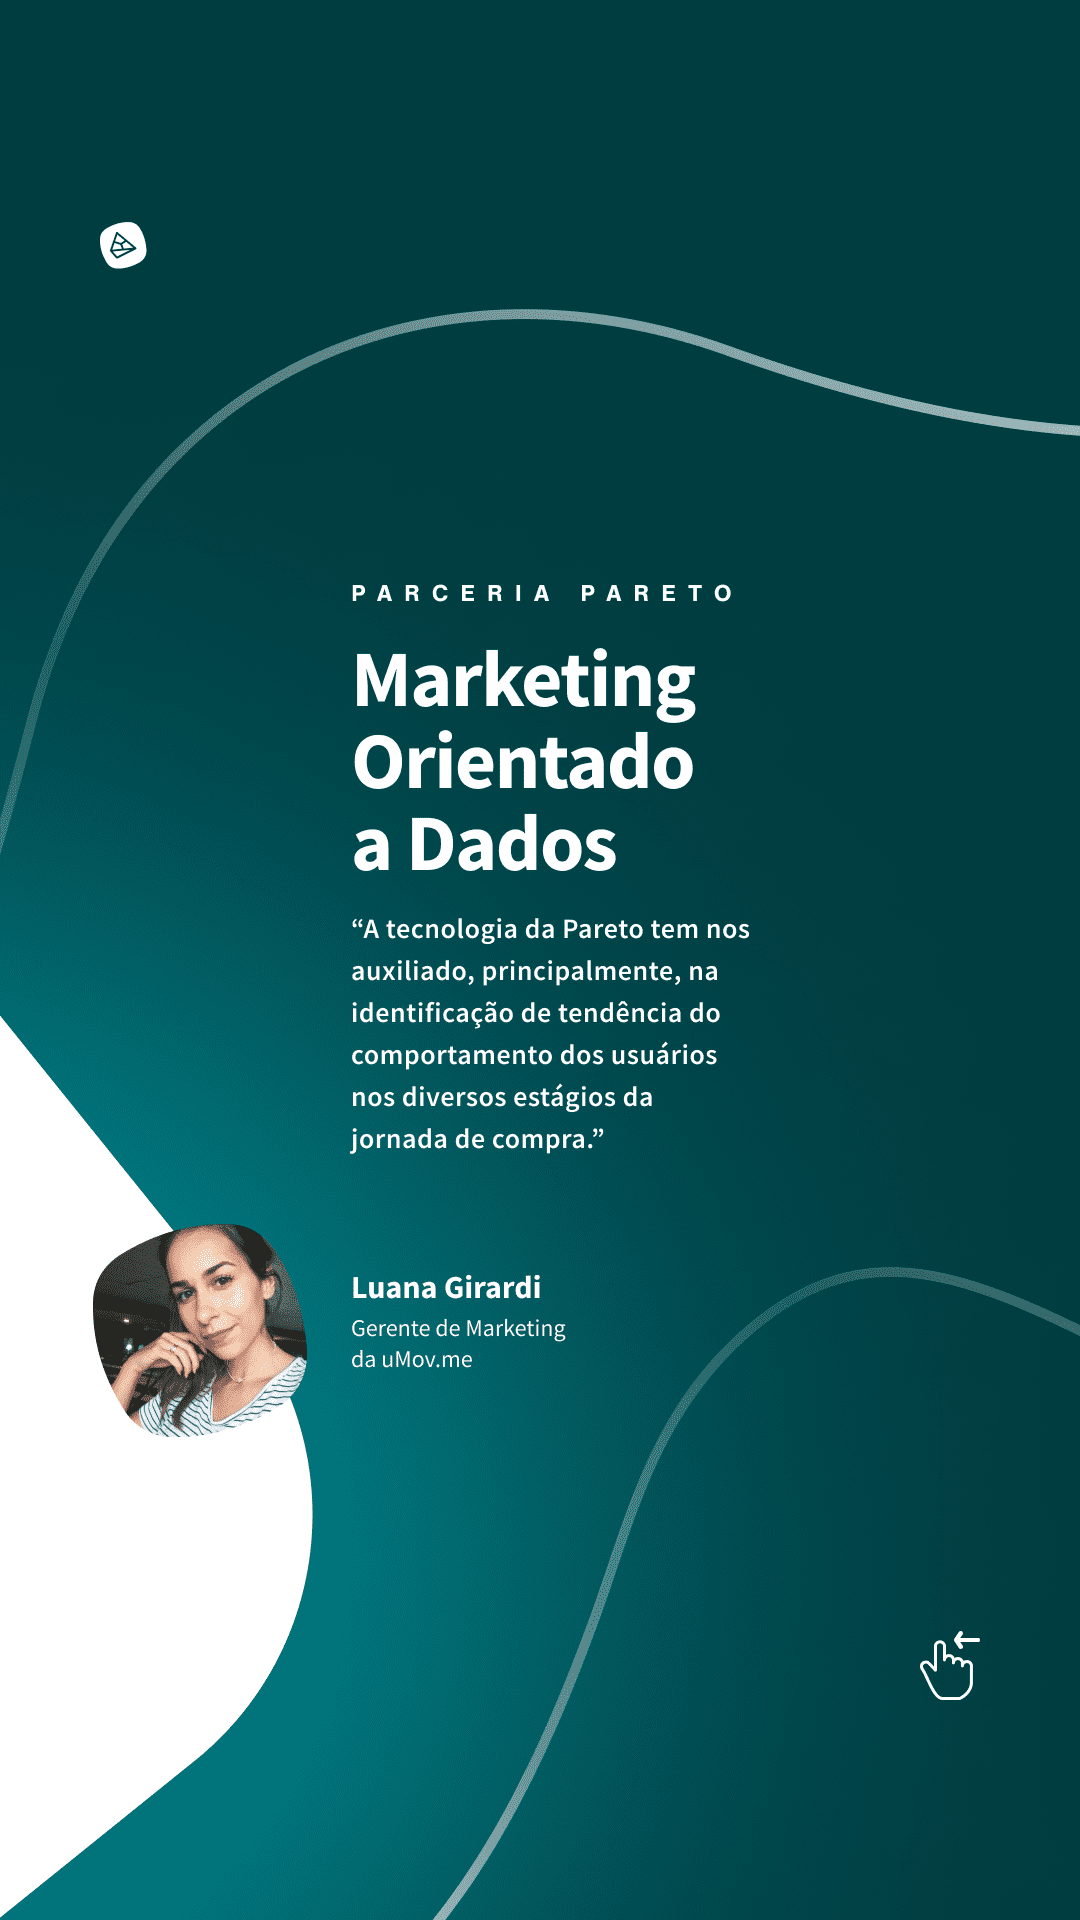 PARCERIA PARETO
Marketing
Orientado
a Dados
“A tecnologia da Pareto tem nos
auxiliado, principalmente, na
identificação de tendência do
comportamento dos usuários
nos diversos estágios da
jornada de compra.”
Luana Girardi
Gerente de Marketing
da uMov.me